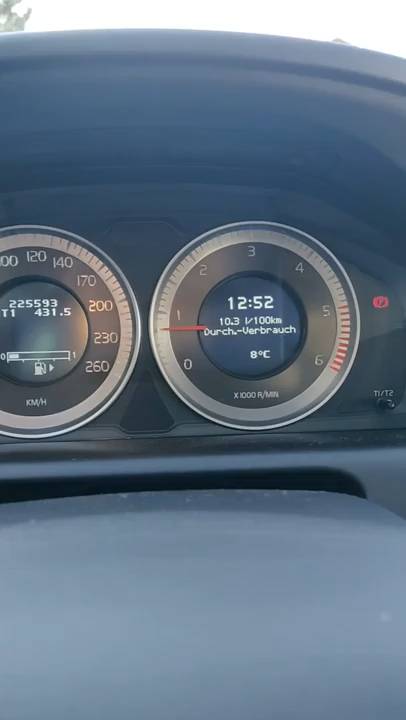 100 120 140
170
200
230
260
225593
T1 431.5
0 1
KM/H
0 1 2 3 4 5 6
12:52
10.3 l/100km
Durch.-Verbrauch
8°C
X1000 R/MIN
T1/T2